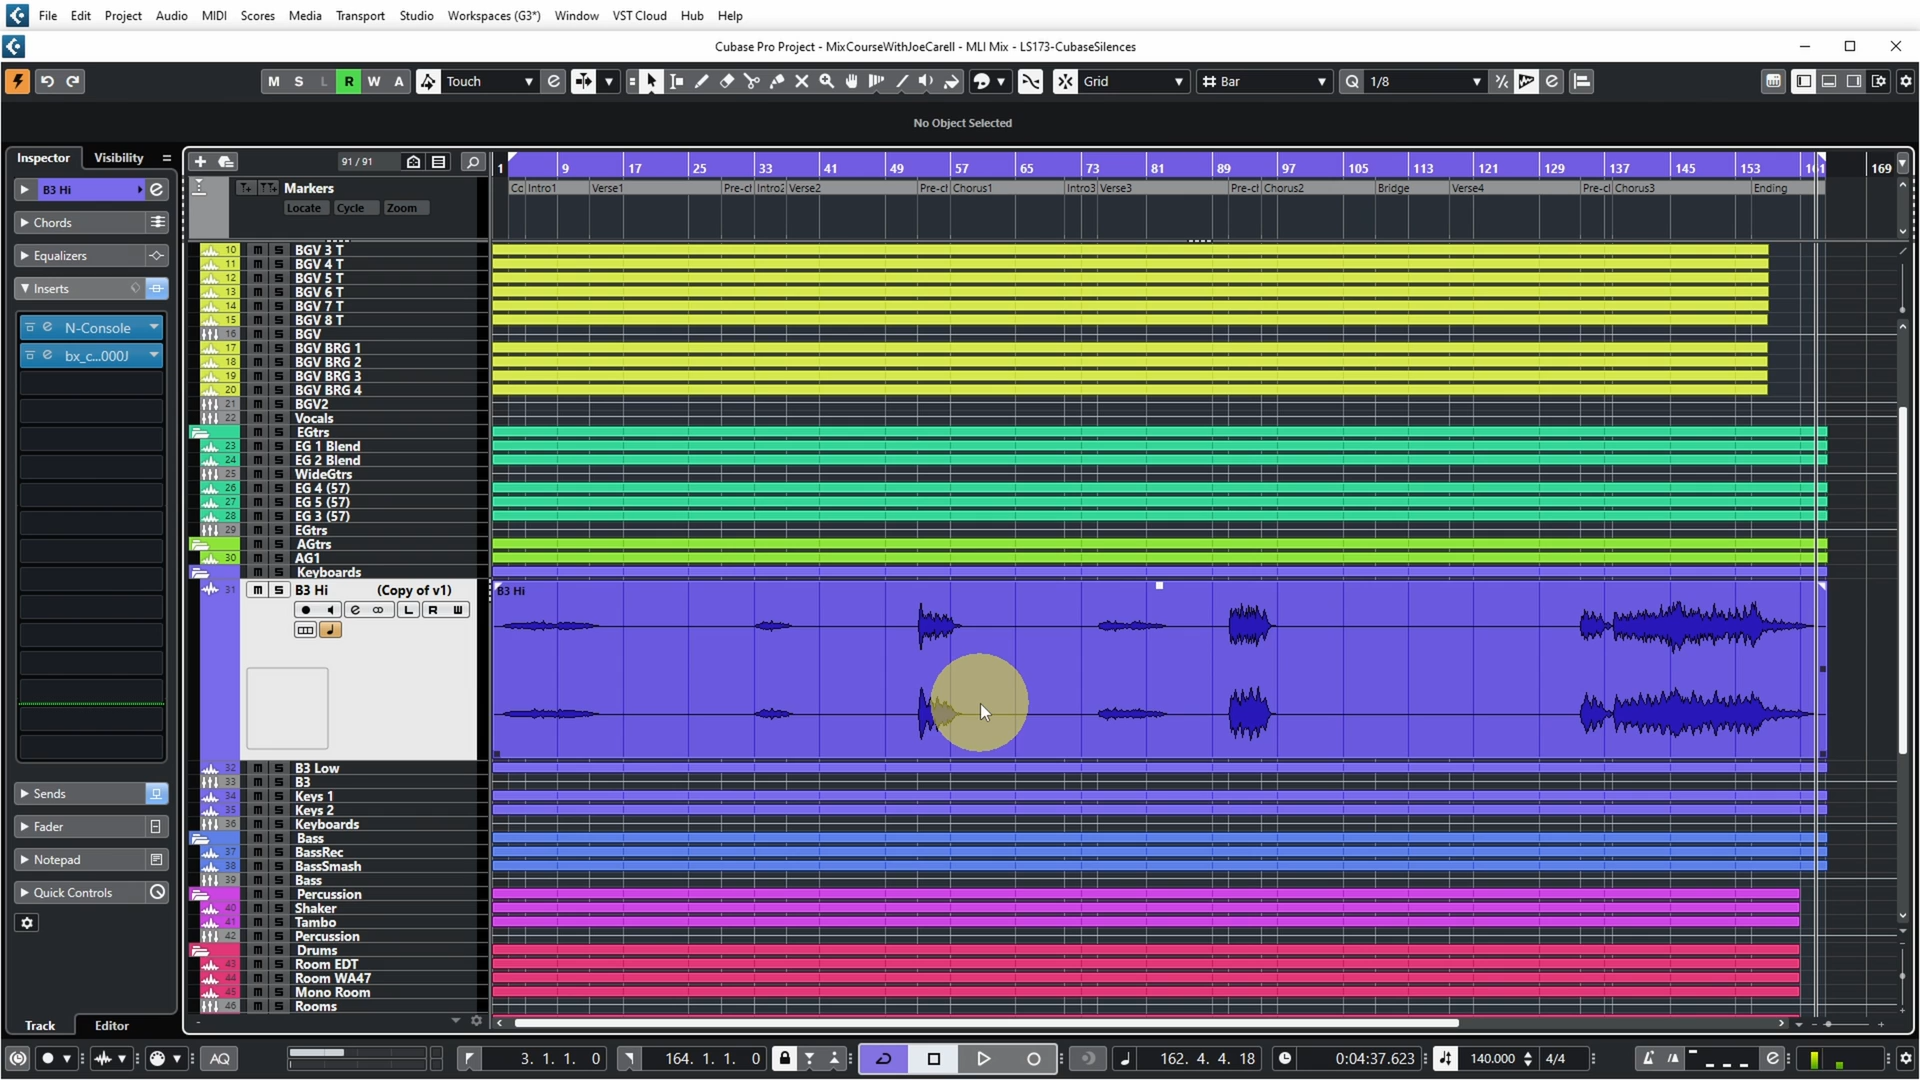 File Edit Project Audio MIDI Scores Media Transport Studio Workspaces (G3*) Window VST Cloud Hub Help
Cubase Pro Project - MixCourseWithJoeCarell - MLI Mix - LS173-CubaseSilences
M S L R W A Touch Grid Bar Q 1/8
No Object Selected
Inspector Visibility 91 / 91
1 9 17 25 33 41 49 57 65 73 81 89 97 105 113 121 129 137 145 153 161 169
B3 Hi
Markers
Intro1 Verse1 Pre-cl Intro2 Verse2 Pre-cl Chorus1 Intro3 Verse3 Pre-cl Chorus2 Bridge Verse4 Pre-cl Chorus3 Ending
Locate Cycle Zoom
Chords
Equalizers
Inserts
N-Console
bx_c...000J
10 m S BGV 3 T
11 m S BGV 4 T
12 m S BGV 5 T
13 m S BGV 6 T
14 m S BGV 7 T
15 m S BGV 8 T
16 m S BGV
17 m S BGV BRG 1
18 m S BGV BRG 2
19 m S BGV BRG 3
20 m S BGV BRG 4
21 m S BGV2
22 m S Vocals
m S EGtrs
23 m S EG 1 Blend
24 m S EG 2 Blend
25 m S WideGtrs
26 m S EG 4 (57)
27 m S EG 5 (57)
28 m S EG 3 (57)
29 m S EGtrs
m S AGtrs
30 m S AG1
m S Keyboards
31 m S B3 Hi (Copy of v1)
B3 Hi
L R W
32 m S B3 Low
33 m S B3
34 m S Keys 1
35 m S Keys 2
36 m S Keyboards
m S Bass
37 m S BassRec
38 m S BassSmash
39 m S Bass
m S Percussion
40 m S Shaker
41 m S Tambo
42 m S Percussion
m S Drums
43 m S Room EDT
44 m S Room WA47
45 m S Mono Room
46 m S Rooms
Sends
Fader
Notepad
Quick Controls
Track Editor
AQ 3. 1. 1. 0 164. 1. 1. 0 162. 4. 4. 18 0:04:37.623 140.000 4/4